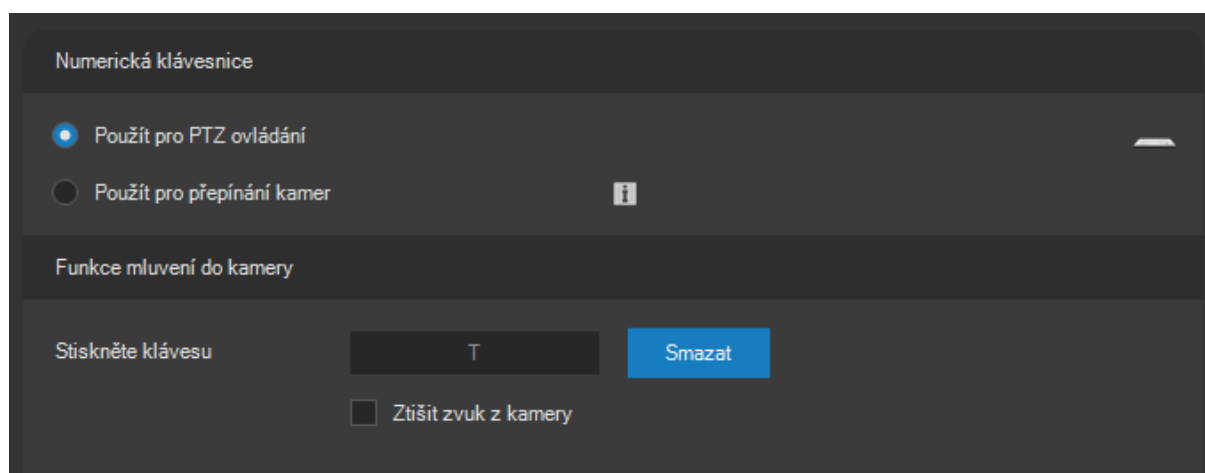 Numerická klávesnice
Použít pro PTZ ovládání
Použít pro přepínání kamer
Funkce mluvení do kamery
Stiskněte klávesu T Smazat
Ztišit zvuk z kamery